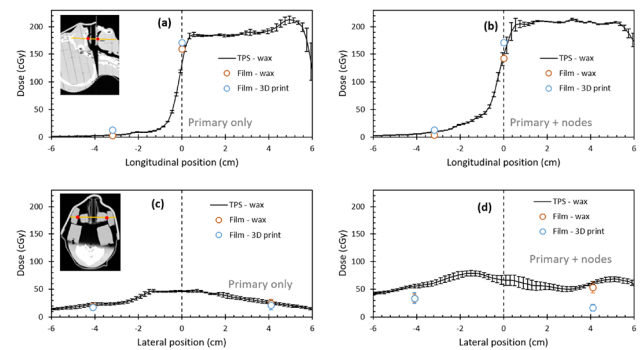 (a)
Dose (cGy)
200
150
100
50
0
TPS - wax
Film - wax
Film - 3D print
Primary only
-6 -4 -2 0 2 4 6
Longitudinal position (cm)
(b)
Dose (cGy)
200
150
100
50
0
TPS - wax
Film - wax
Film - 3D print
Primary + nodes
-6 -4 -2 0 2 4 6
Longitudinal position (cm)
(c)
Dose (cGy)
200
150
100
50
0
TPS - wax
Film - wax
Film - 3D print
Primary only
-6 -4 -2 0 2 4 6
Lateral position (cm)
(d)
Dose (cGy)
200
150
100
50
0
TPS - wax
Film - wax
Film - 3D print
Primary + nodes
-6 -4 -2 0 2 4 6
Lateral position (cm)